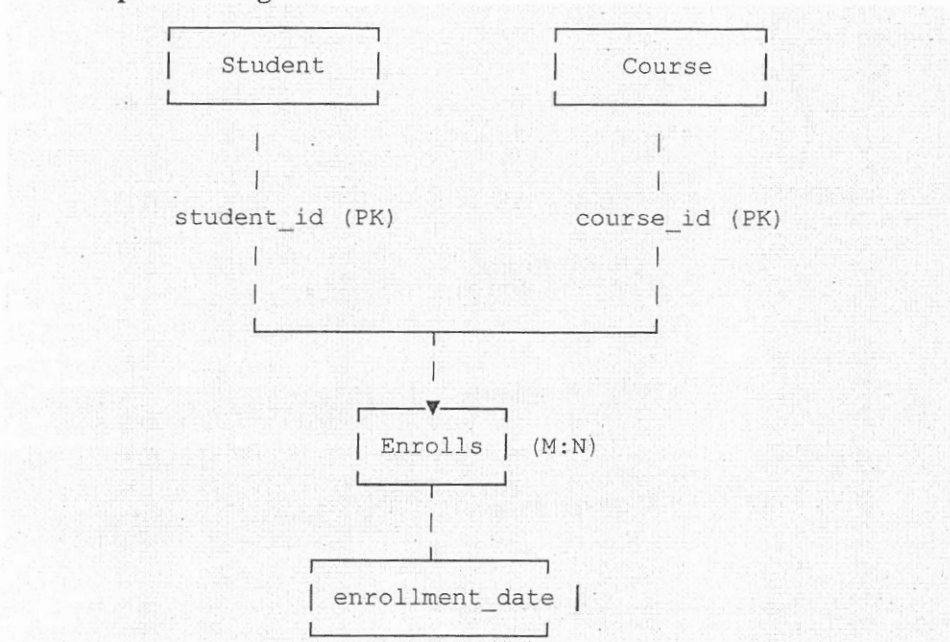 Student Course
student_id (PK) course_id (PK)
Enrolls (M:N)
enrollment_date